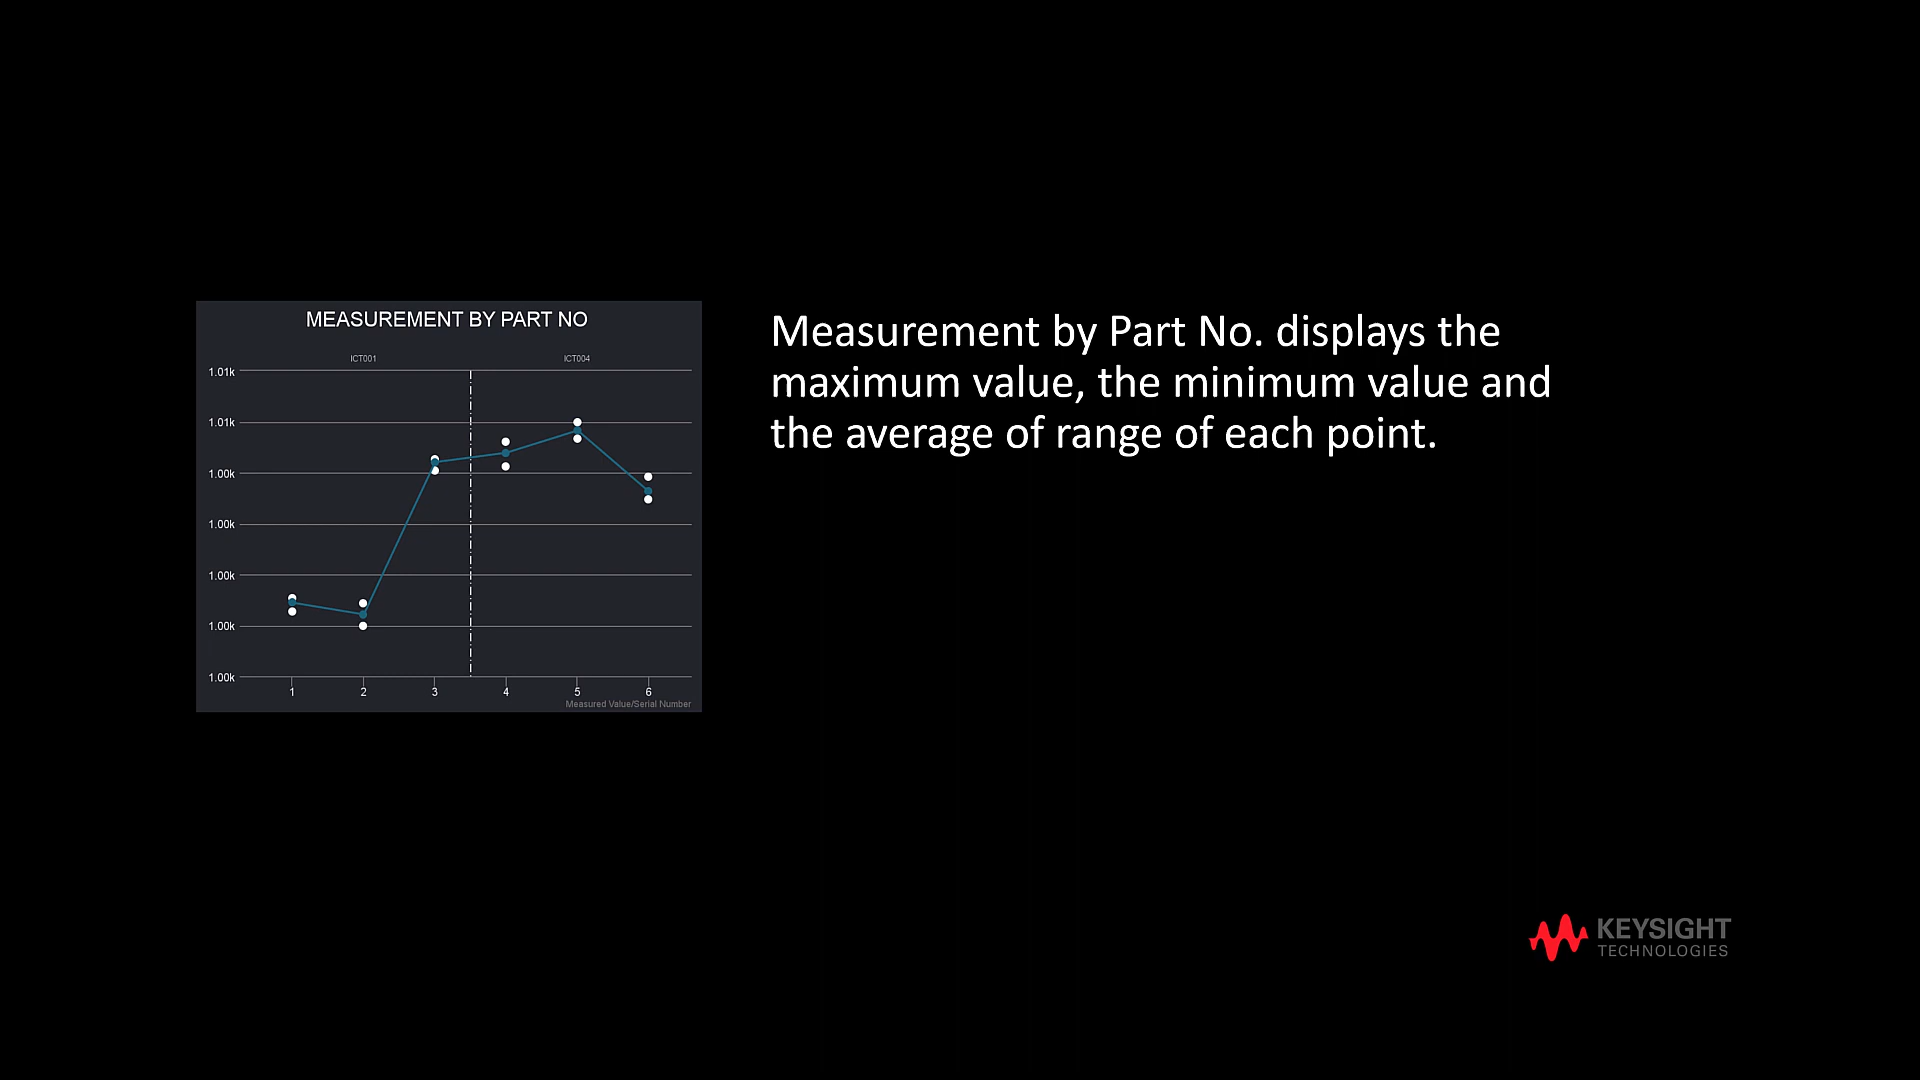 MEASUREMENT BY PART NO
ICT001 ICT004
1.01k
1.01k
1.00k
1.00k
1.00k
1.00k
1.00k
1 2 3 4 5 6
Measured Value/Serial Number
Measurement by Part No. displays the
maximum value, the minimum value and
the average of range of each point.
KEYSIGHT
TECHNOLOGIES